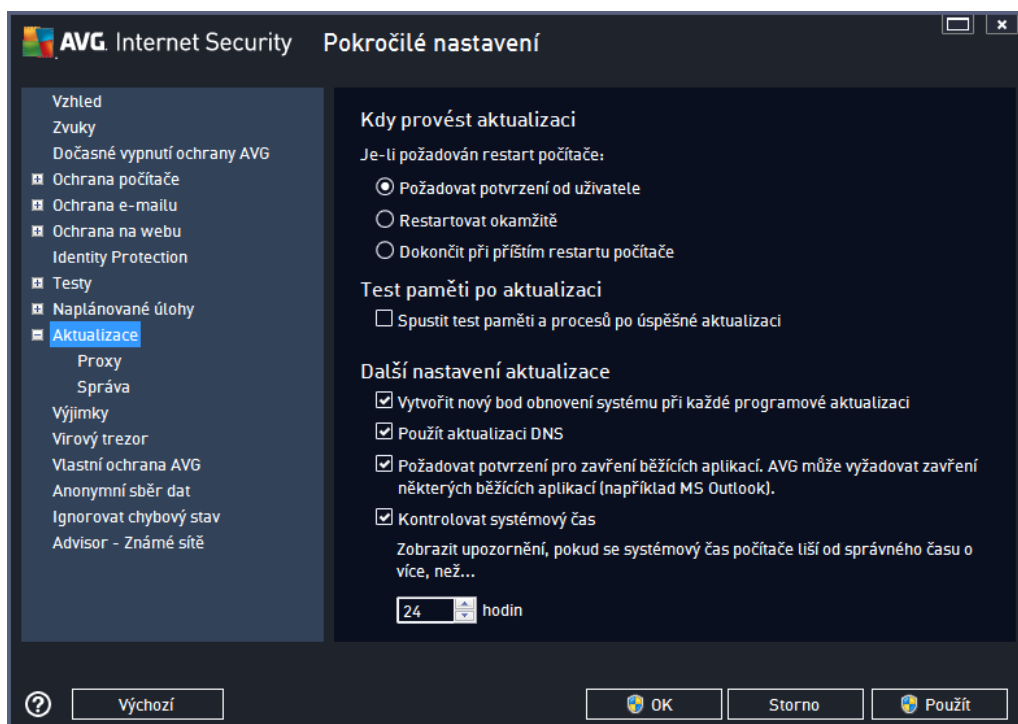 AVG. Internet Security Pokročilé nastavení
Vzhled
Zvuky
Dočasné vypnutí ochrany AVG
Ochrana počítače
Ochrana e-mailu
Ochrana na webu
Identity Protection
Testy
Naplánované úlohy
Aktualizace
Proxy
Správa
Výjimky
Virový trezor
Vlastní ochrana AVG
Anonymní sběr dat
Ignorovat chybový stav
Advisor - Známé sítě
Kdy provést aktualizaci
Je-li požadován restart počítače:
Požadovat potvrzení od uživatele
Restartovat okamžitě
Dokončit při příštím restartu počítače
Test paměti po aktualizaci
Spustit test paměti a procesů po úspěšné aktualizaci
Další nastavení aktualizace
Vytvořit nový bod obnovení systému při každé programové aktualizaci
Použít aktualizaci DNS
Požadovat potvrzení pro zavření běžících aplikací. AVG může vyžadovat zavření
některých běžících aplikací (například MS Outlook).
Kontrolovat systémový čas
Zobrazit upozornění, pokud se systémový čas počítače liší od správného času o
více, než...
24 hodin
? Výchozí OK Storno Použít